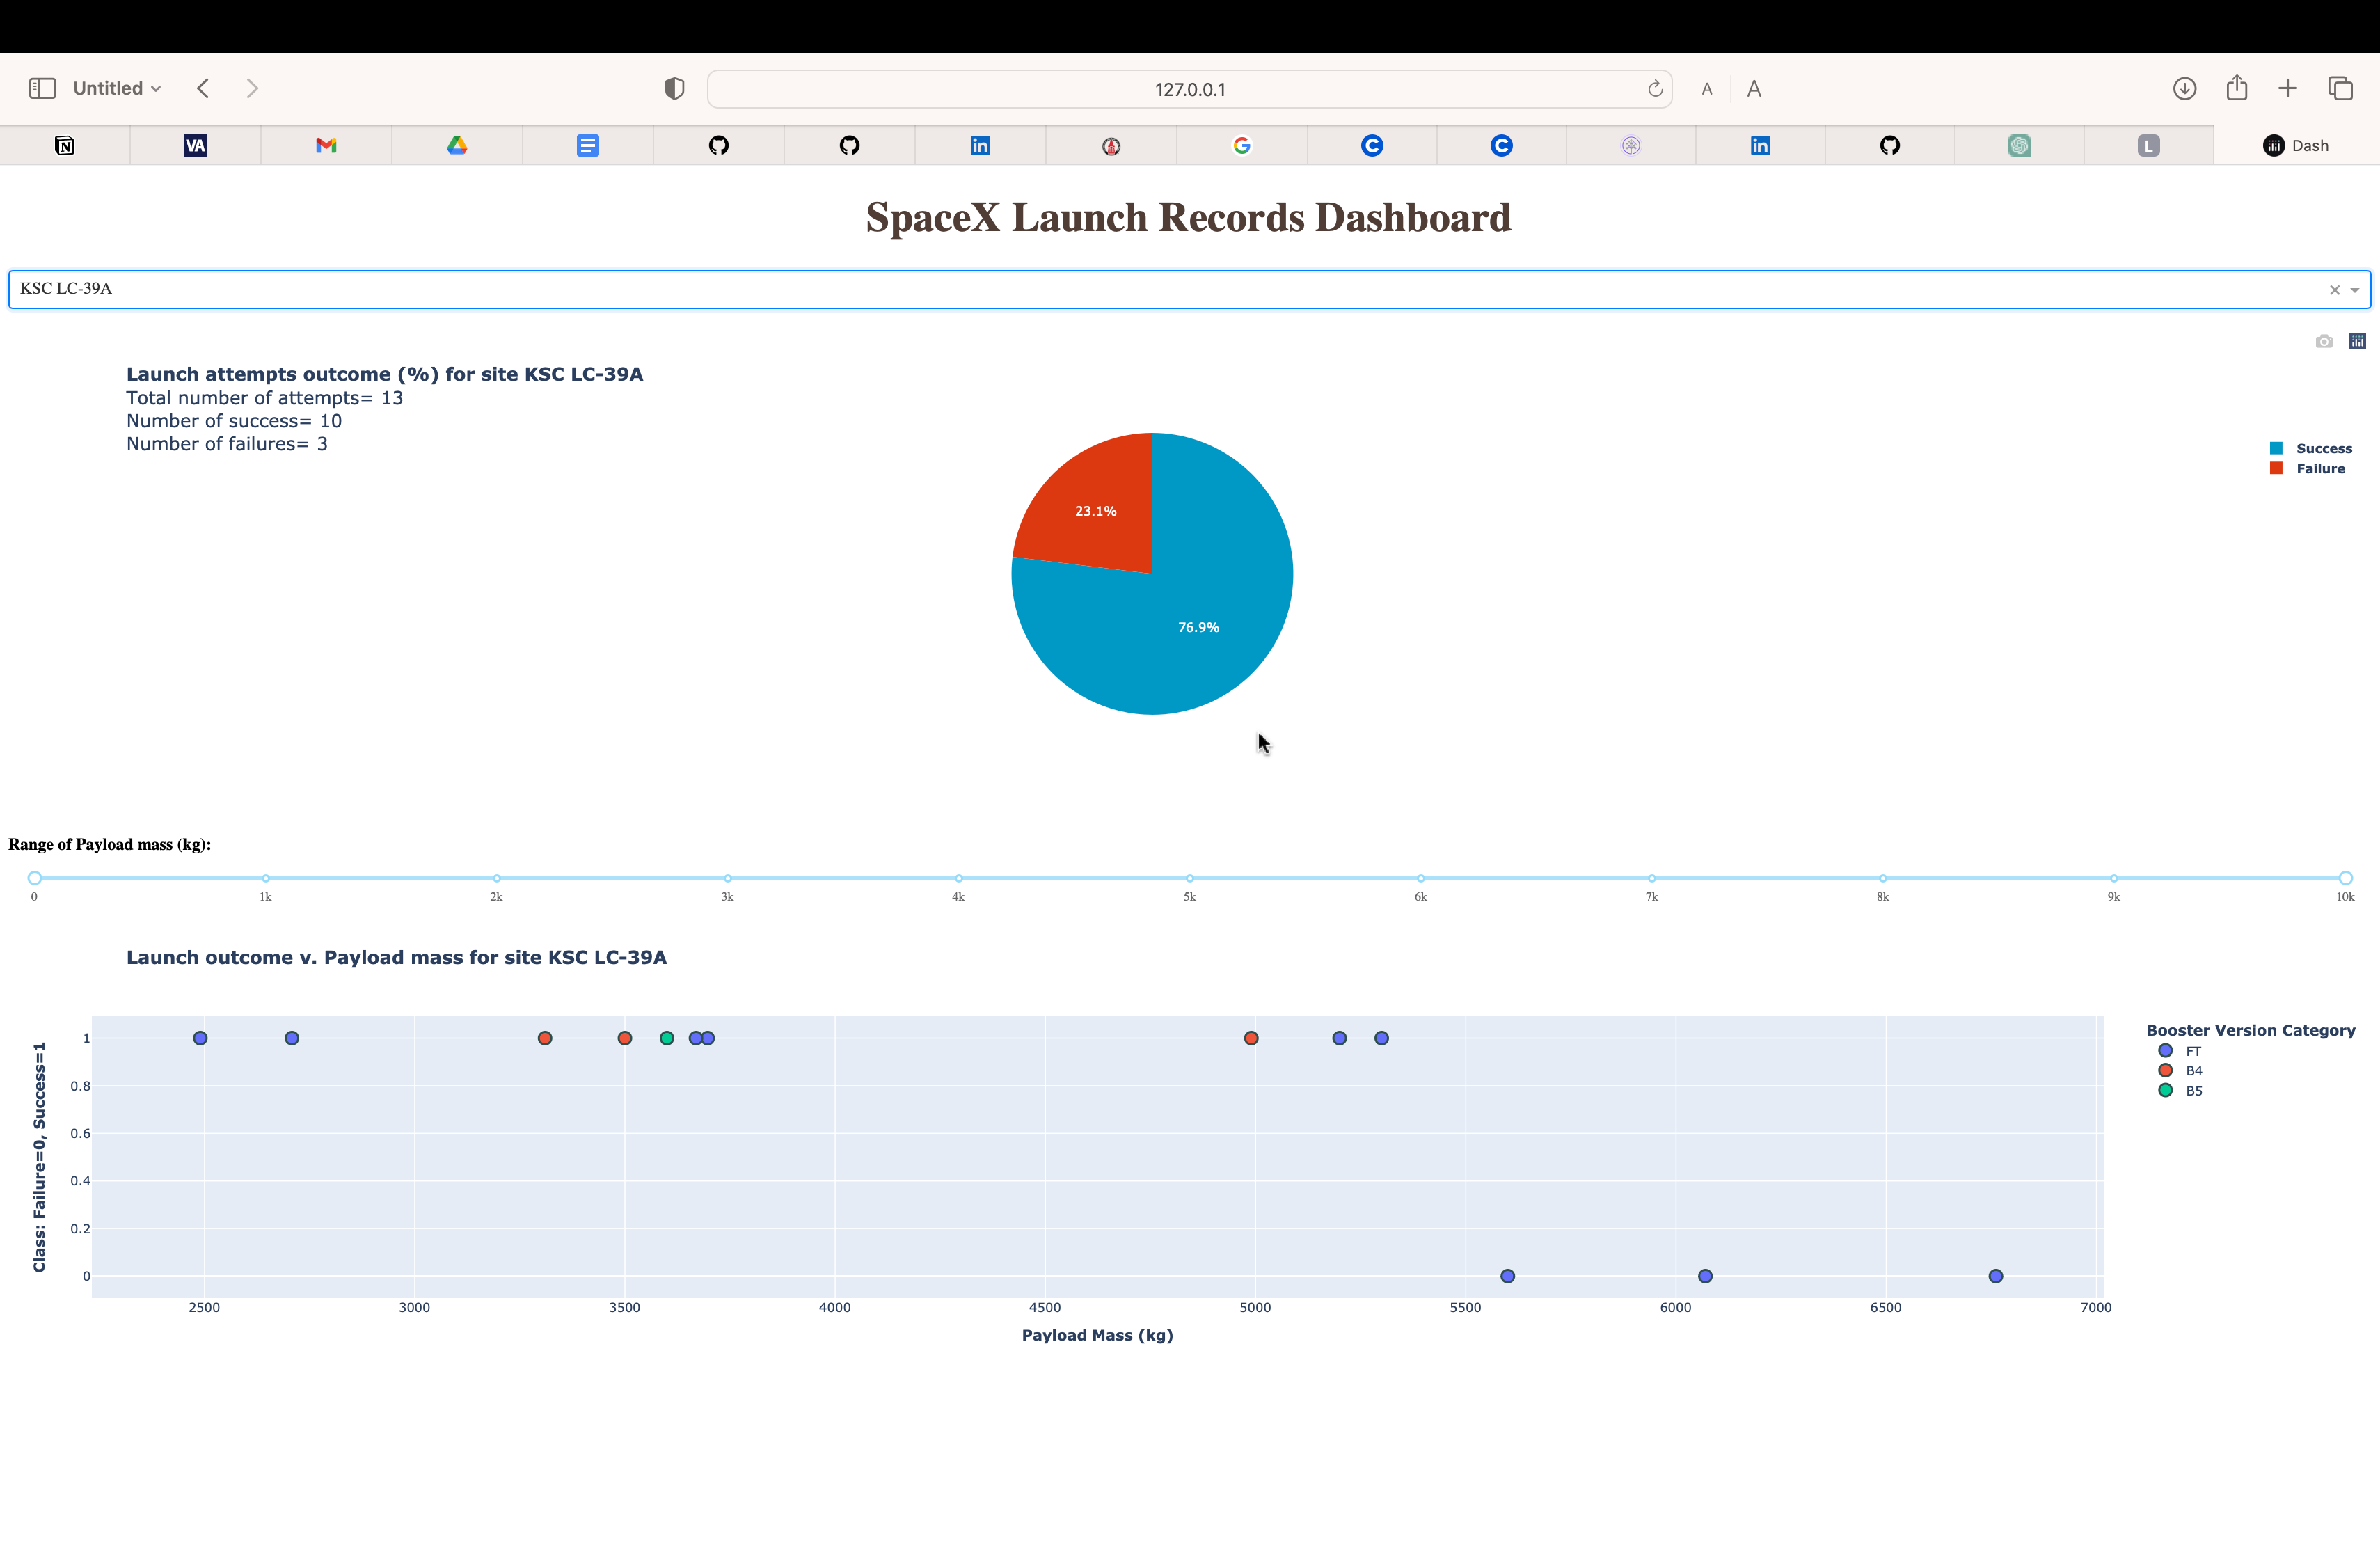 Untitled
127.0.0.1
A A
N VA in G C C in L Dash
SpaceX Launch Records Dashboard
KSC LC-39A
Launch attempts outcome (%) for site KSC LC-39A
Total number of attempts= 13
Number of success= 10
Number of failures= 3
Success
Failure
23.1%
76.9%
Range of Payload mass (kg):
0 1k 2k 3k 4k 5k 6k 7k 8k 9k 10k
Launch outcome v. Payload mass for site KSC LC-39A
Class: Failure=0, Success=1
1
0.8
0.6
0.4
0.2
0
2500 3000 3500 4000 4500 5000 5500 6000 6500 7000
Payload Mass (kg)
Booster Version Category
FT
B4
B5